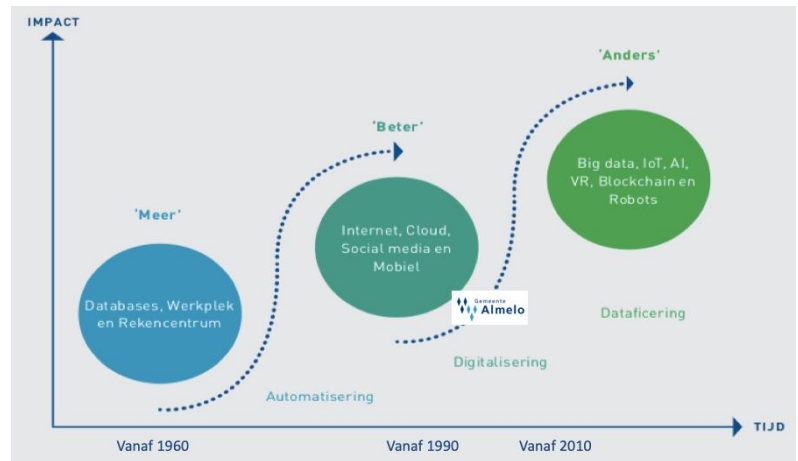 IMPACT
'Anders'
'Beter'
Big data, IoT, AI,
VR, Blockchain en
Robots
'Meer'
Internet, Cloud,
Social media en
Mobiel
Databases, Werkplek
en Rekencentrum
Gemeente
Almelo
Dataficering
Digitalisering
Automatisering
TIJD
Vanaf 1960
Vanaf 1990
Vanaf 2010